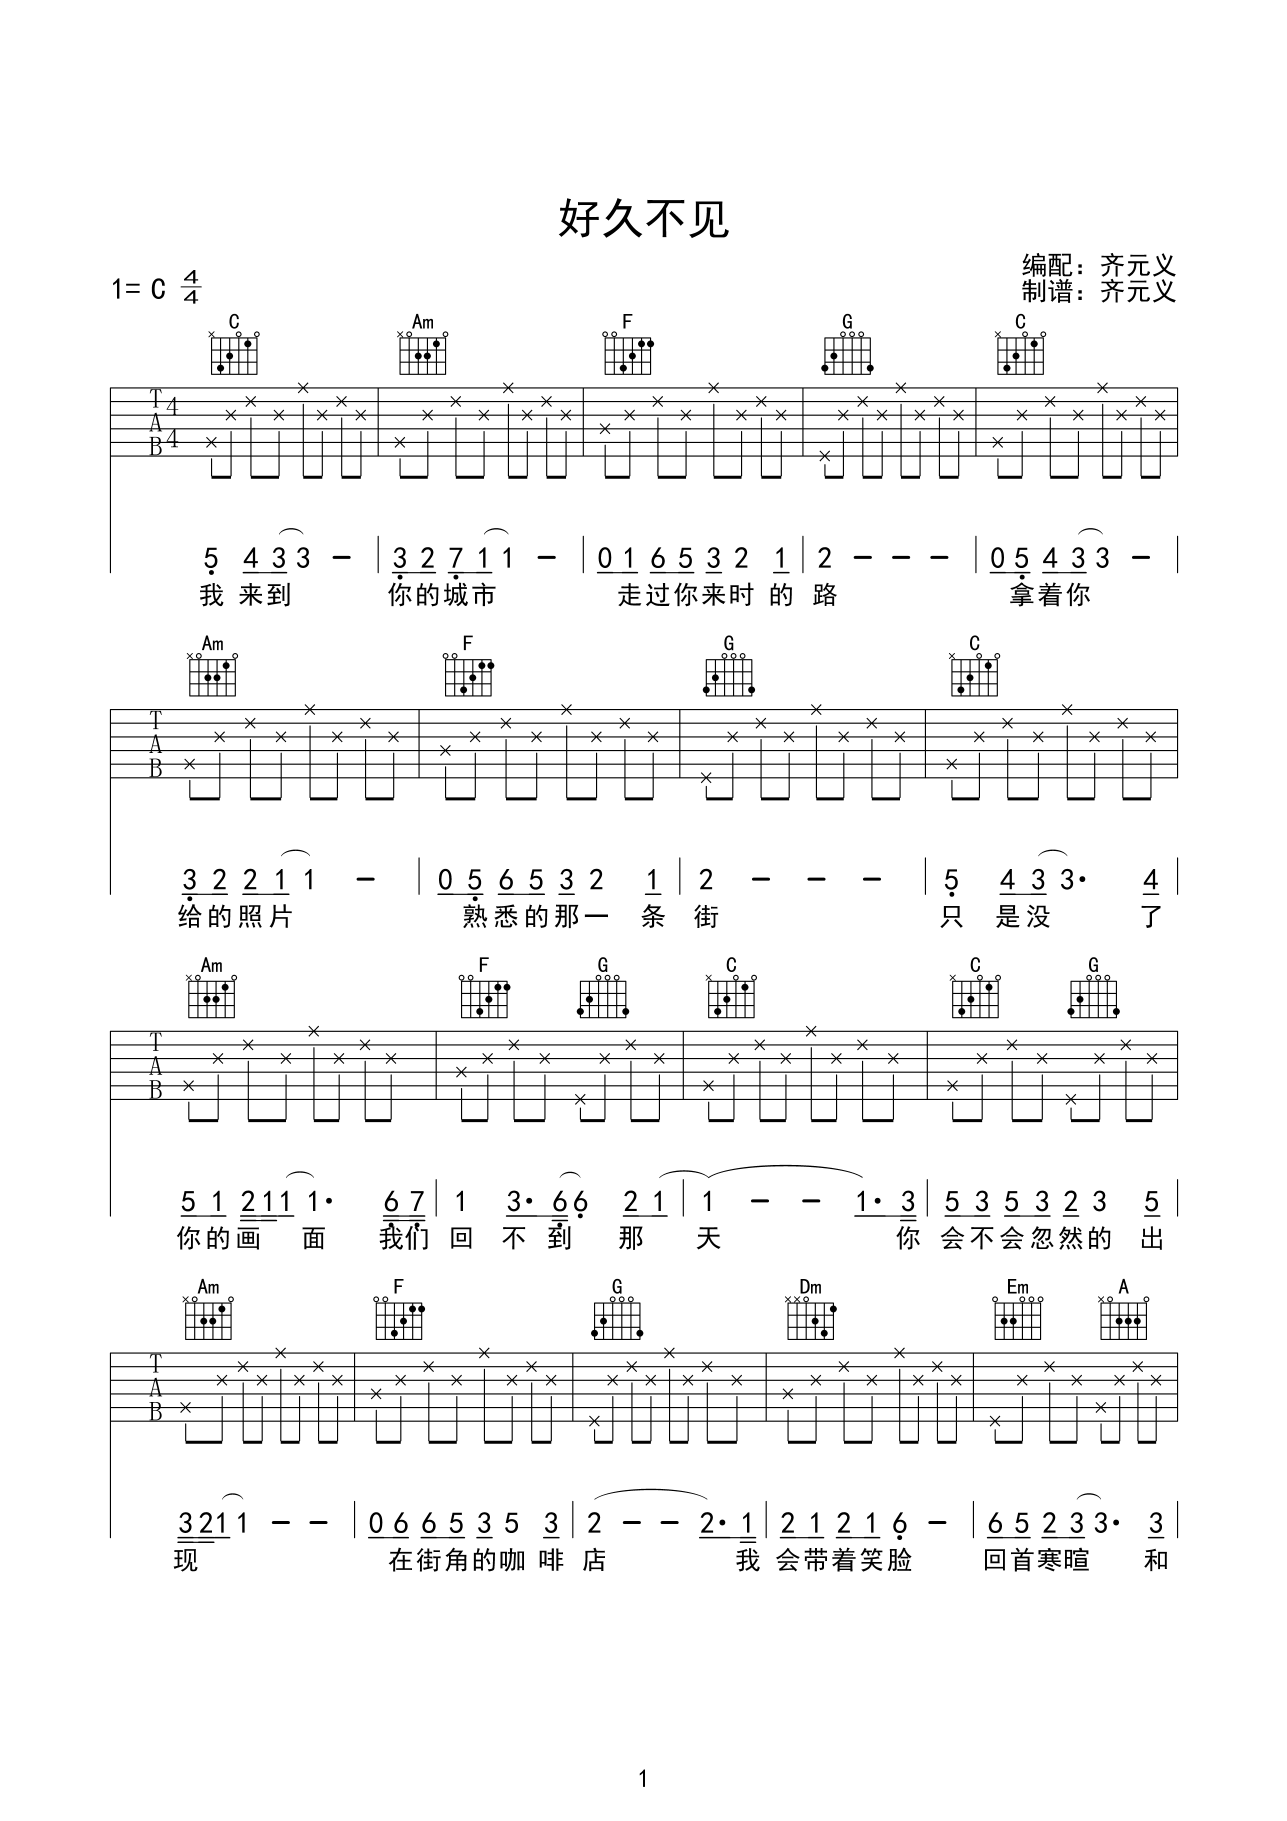 好久不见
编配：齐元义
1= C 4/4
制谱：齐元义
C Am F G C
T A B 4 4
5 4 3 3 – 3 2 7 1 1 – 0 1 6 5 3 2 1 2 – – – 0 5 4 3 3 –
我 来到 你的城市 走过你来时 的 路 拿着你
Am F G C
T A B
3 2 2 1 1 – 0 5 6 5 3 2 1 2 – – – 5 4 3 3· 4
给的照片 熟悉的那一 条 街 只 是没 了
Am F G C C G
T A B
5 1 2 1 1 1· 6 7 1 3· 6 6 2 1 1 – – 1· 3 5 3 5 3 2 3 5
你的画 面 我们 回 不 到 那 天 你 会不会忽然的 出
Am F G Dm Em A
T A B
3 2 1 1 – – 0 6 6 5 3 5 3 2 – – 2· 1 2 1 2 1 6 – 6 5 2 3 3· 3
现 在街角的咖 啡 店 我 会带着笑脸 回首寒暄 和
1